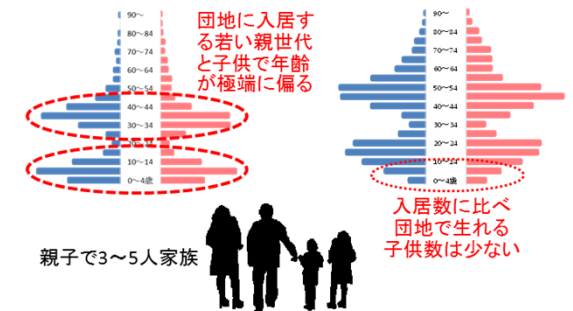 団地に入居す
る若い親世代
と子供で年齢
が極端に偏る
90～
80～84
70～74
60～64
50～54
40～44
30～34
10～14
0～4歳
90～
80～84
70～74
60～64
50～54
40～44
30～34
20～24
10～14
0～4歳
入居数に比べ
団地で生れる
子供数は少ない
親子で3～5人家族